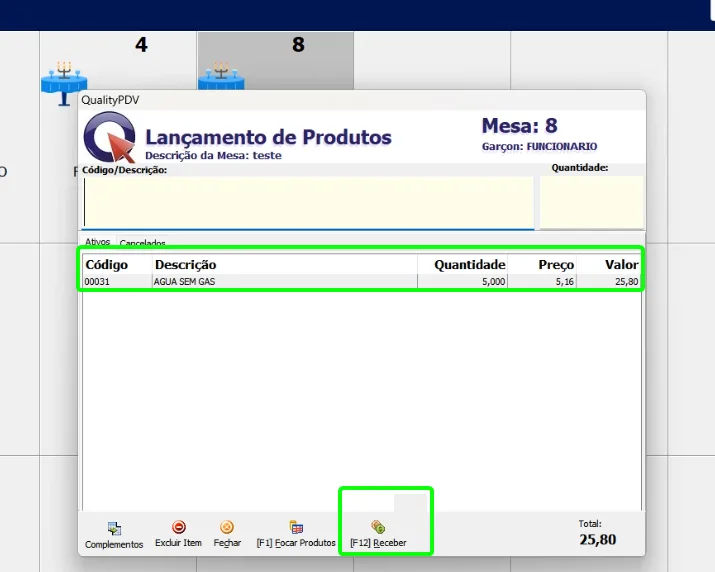 4
8
QualityPDV
Lançamento de Produtos
Mesa: 8
Descrição da Mesa: teste
Garçon: FUNCIONARIO
Código/Descrição:
Quantidade:
Ativos
Cancelados
Código Descrição Quantidade Preço Valor
00031 AGUA SEM GAS 5,000 5,16 25,80
Complementos
Excluir Item
Fechar
[F1] Focar Produtos
[F12] Receber
Total:
25,80